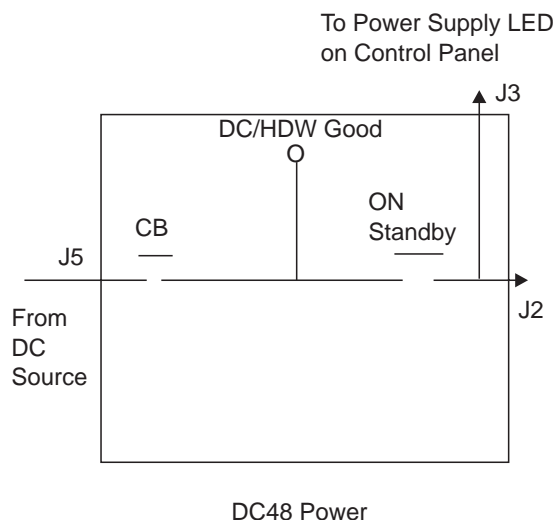 To Power Supply LED
on Control Panel
J3
DC/HDW Good
O
ON
Standby
CB
J5
J2
From
DC
Source
DC48 Power